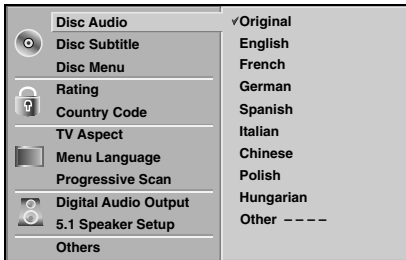 Disc Audio
Disc Subtitle
Disc Menu
Rating
Country Code
TV Aspect
Menu Language
Progressive Scan
Digital Audio Output
5.1 Speaker Setup
Others
✓Original
English
French
German
Spanish
Italian
Chinese
Polish
Hungarian
Other – – – –